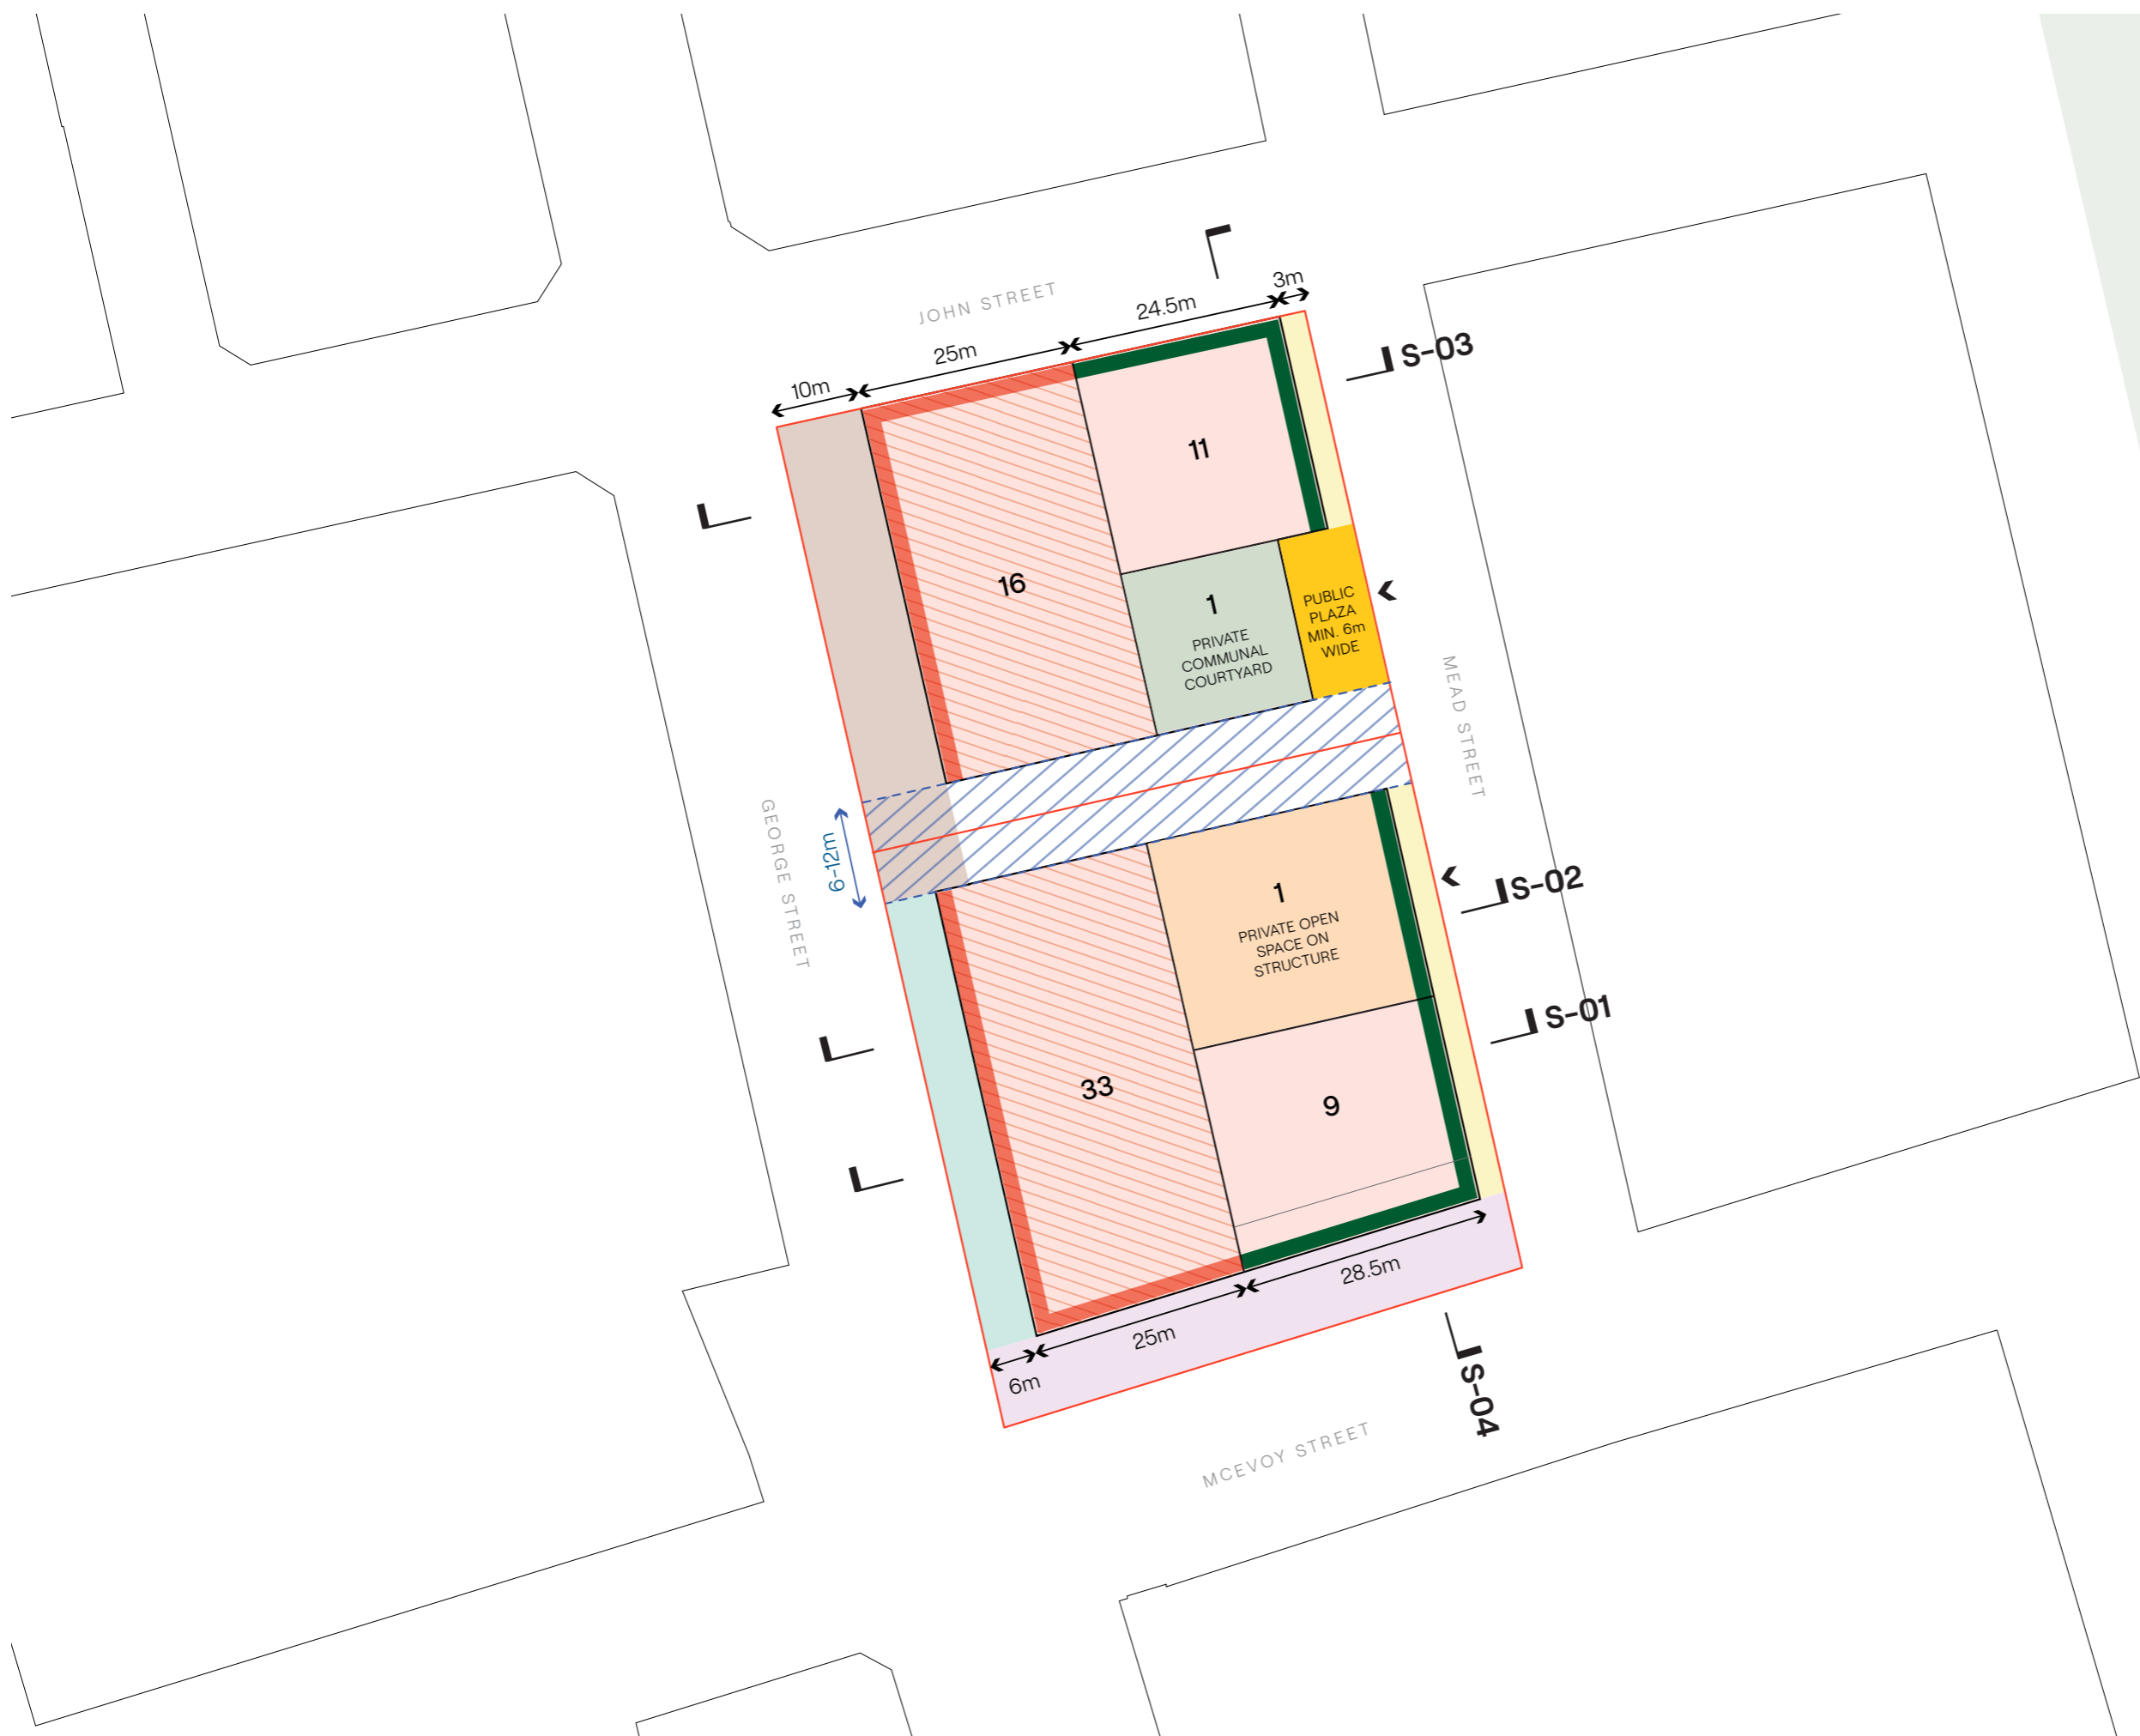 JOHN STREET
3m
24.5m
25m
10m
S-03
11
16
1
PRIVATE
COMMUNAL
COURTYARD
PUBLIC
PLAZA
MIN. 6m
WIDE
MEAD STREET
GEORGE STREET
6-12m
1
PRIVATE OPEN
SPACE ON
STRUCTURE
S-02
S-01
33
9
28.5m
25m
6m
S-04
MCEVOY STREET